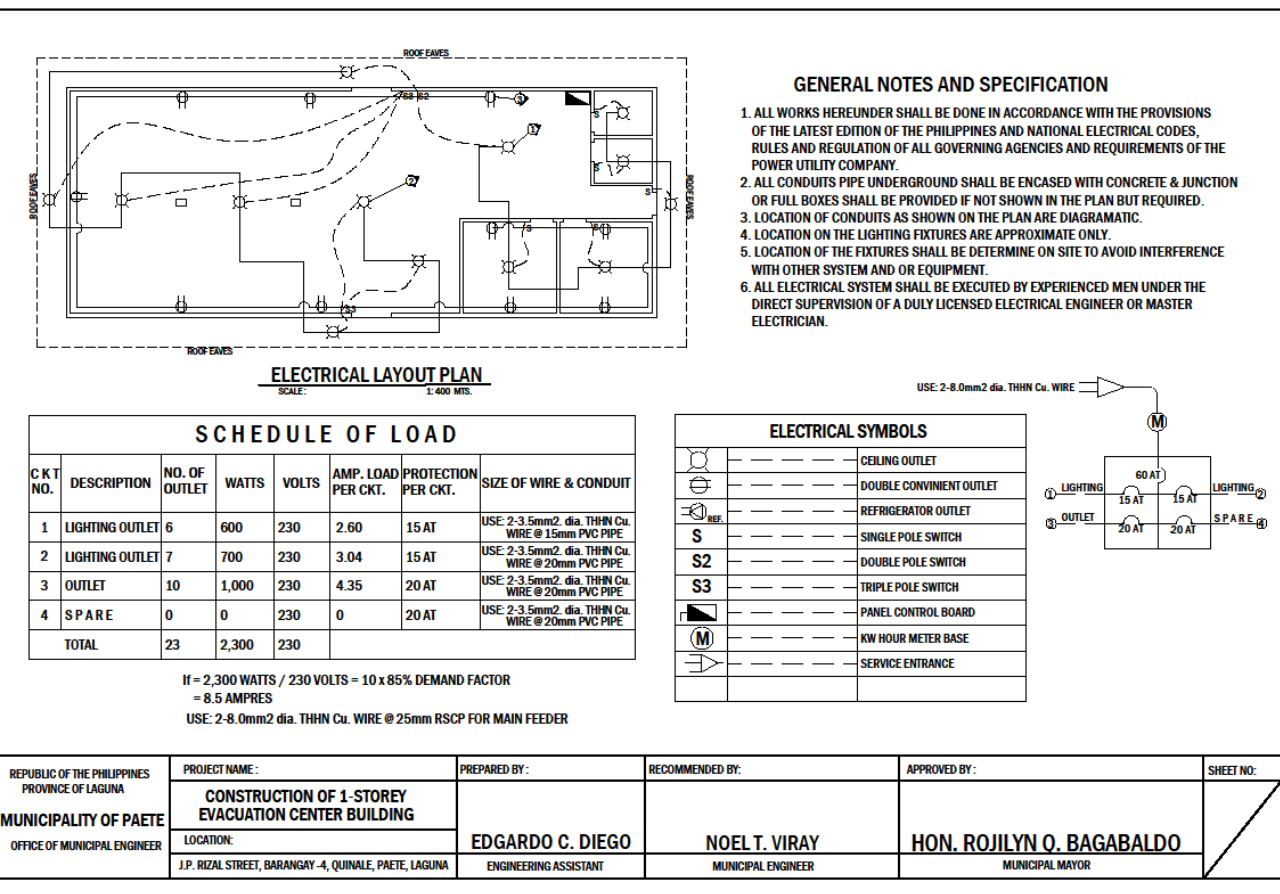 ROOF EAVES
S3 S2
3
S
1
S
2
S
ROOF EAVES
ROOF EAVES
S
S
S3
ROOF EAVES
ELECTRICAL LAYOUT PLAN
SCALE: 1: 400 MTS.
GENERAL NOTES AND SPECIFICATION
1. ALL WORKS HEREUNDER SHALL BE DONE IN ACCORDANCE WITH THE PROVISIONS
OF THE LATEST EDITION OF THE PHILIPPINES AND NATIONAL ELECTRICAL CODES,
RULES AND REGULATION OF ALL GOVERNING AGENCIES AND REQUIREMENTS OF THE
POWER UTILITY COMPANY.
2. ALL CONDUITS PIPE UNDERGROUND SHALL BE ENCASED WITH CONCRETE & JUNCTION
OR FULL BOXES SHALL BE PROVIDED IF NOT SHOWN IN THE PLAN BUT REQUIRED.
3. LOCATION OF CONDUITS AS SHOWN ON THE PLAN ARE DIAGRAMATIC.
4. LOCATION ON THE LIGHTING FIXTURES ARE APPROXIMATE ONLY.
5. LOCATION OF THE FIXTURES SHALL BE DETERMINE ON SITE TO AVOID INTERFERENCE
WITH OTHER SYSTEM AND OR EQUIPMENT.
6. ALL ELECTRICAL SYSTEM SHALL BE EXECUTED BY EXPERIENCED MEN UNDER THE
DIRECT SUPERVISION OF A DULY LICENSED ELECTRICAL ENGINEER OR MASTER
ELECTRICIAN.
SCHEDULE OF LOAD
CKT NO. DESCRIPTION NO. OF OUTLET WATTS VOLTS AMP. LOAD PER CKT. PROTECTION PER CKT. SIZE OF WIRE & CONDUIT
1 LIGHTING OUTLET 6 600 230 2.60 15 AT USE: 2-3.5mm2. dia. THHN Cu. WIRE @ 15mm PVC PIPE
2 LIGHTING OUTLET 7 700 230 3.04 15 AT USE: 2-3.5mm2. dia. THHN Cu. WIRE @ 20mm PVC PIPE
3 OUTLET 10 1,000 230 4.35 20 AT USE: 2-3.5mm2. dia. THHN Cu. WIRE @ 20mm PVC PIPE
4 SPARE 0 0 230 0 20 AT USE: 2-3.5mm2. dia. THHN Cu. WIRE @ 20mm PVC PIPE
TOTAL 23 2,300 230
If = 2,300 WATTS / 230 VOLTS = 10 x 85% DEMAND FACTOR
= 8.5 AMPRES
USE: 2-8.0mm2 dia. THHN Cu. WIRE @ 25mm RSCP FOR MAIN FEEDER
ELECTRICAL SYMBOLS
CEILING OUTLET
DOUBLE CONVINIENT OUTLET
REF. REFRIGERATOR OUTLET
S SINGLE POLE SWITCH
S2 DOUBLE POLE SWITCH
S3 TRIPLE POLE SWITCH
PANEL CONTROL BOARD
M KW HOUR METER BASE
SERVICE ENTRANCE
USE: 2-8.0mm2 dia. THHN Cu. WIRE
M
60 AT
1 LIGHTING 15 AT 15 AT LIGHTING 2
3 OUTLET 20 AT 20 AT SPARE 4
REPUBLIC OF THE PHILIPPINES
PROVINCE OF LAGUNA
MUNICIPALITY OF PAETE
OFFICE OF MUNICIPAL ENGINEER
PROJECT NAME :
CONSTRUCTION OF 1-STOREY
EVACUATION CENTER BUILDING
LOCATION:
J.P. RIZAL STREET, BARANGAY -4, QUINALE, PAETE, LAGUNA
PREPARED BY :
EDGARDO C. DIEGO
ENGINEERING ASSISTANT
RECOMMENDED BY:
NOEL T. VIRAY
MUNICIPAL ENGINEER
APPROVED BY :
HON. ROJILYN Q. BAGABALDO
MUNICIPAL MAYOR
SHEET NO: